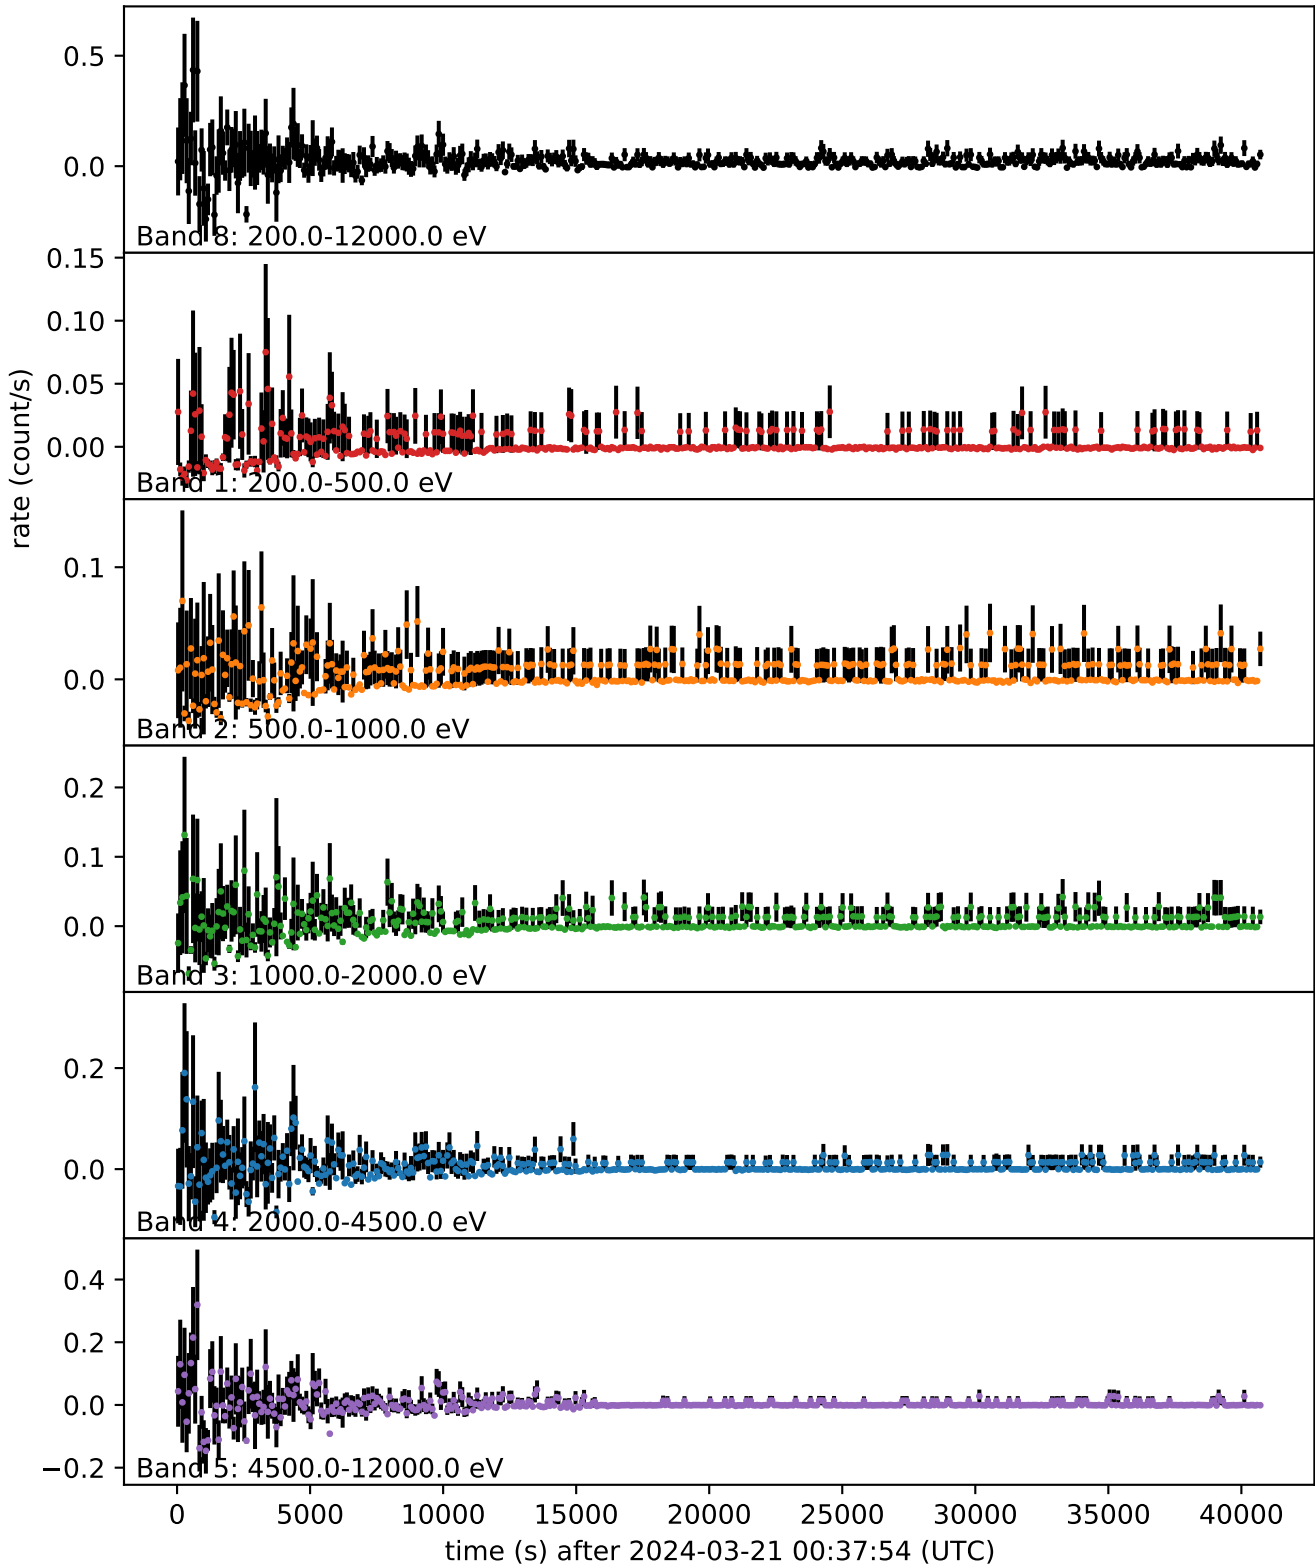 0.5
0.0
Band 8: 200.0-12000.0 eV
0.15
0.10
0.05
0.00
Band 1: 200.0-500.0 eV
rate (count/s)
0.1
0.0
Band 2: 500.0-1000.0 eV
0.2
0.1
0.0
Band 3: 1000.0-2000.0 eV
0.2
0.0
Band 4: 2000.0-4500.0 eV
0.4
0.2
0.0
−0.2
Band 5: 4500.0-12000.0 eV
0 5000 10000 15000 20000 25000 30000 35000 40000
time (s) after 2024-03-21 00:37:54 (UTC)